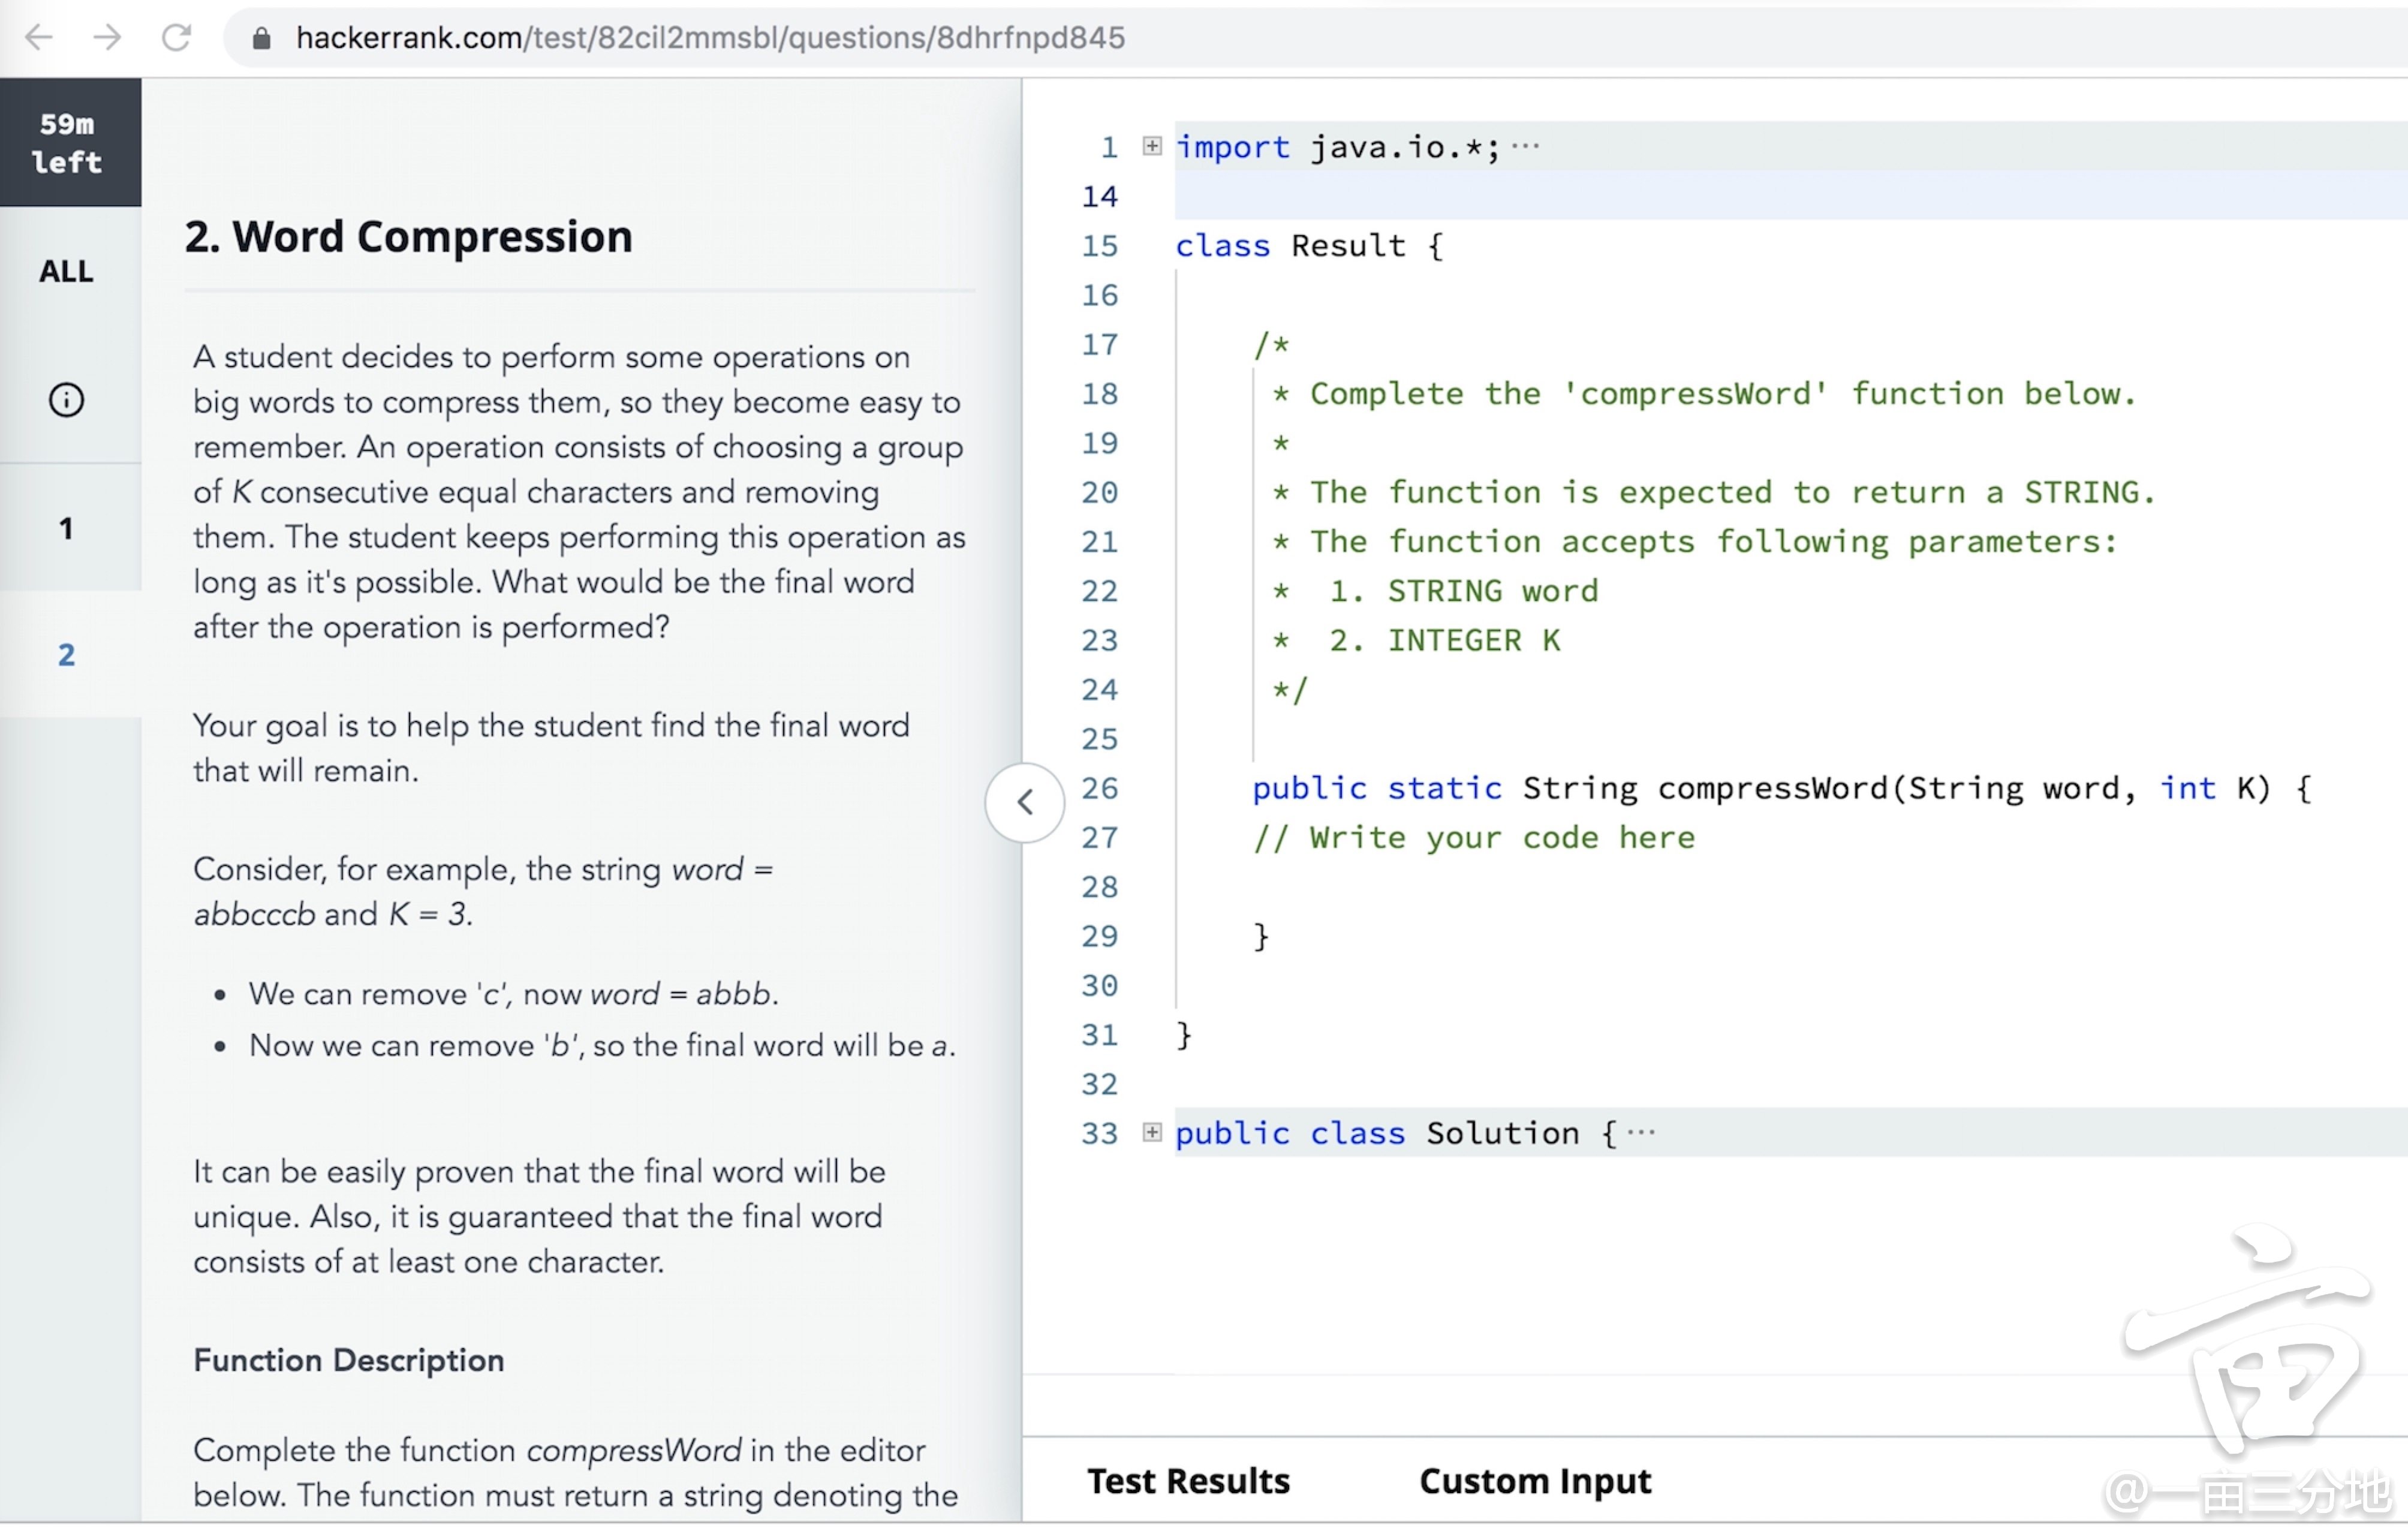 hackerrank.com/test/82cil2mmsbl/questions/8dhrfnpd845
59m
left
ALL
1
2
2. Word Compression
A student decides to perform some operations on
big words to compress them, so they become easy to
remember. An operation consists of choosing a group
of K consecutive equal characters and removing
them. The student keeps performing this operation as
long as it's possible. What would be the final word
after the operation is performed?
Your goal is to help the student find the final word
that will remain.
Consider, for example, the string word =
abbcccb and K = 3.
• We can remove 'c', now word = abbb.
• Now we can remove 'b', so the final word will be a.
It can be easily proven that the final word will be
unique. Also, it is guaranteed that the final word
consists of at least one character.
Function Description
Complete the function compressWord in the editor
below. The function must return a string denoting the
1 import java.io.*; ···
14
15 class Result {
16
17 /*
18 * Complete the 'compressWord' function below.
19 *
20 * The function is expected to return a STRING.
21 * The function accepts following parameters:
22 * 1. STRING word
23 * 2. INTEGER K
24 */
25
26 public static String compressWord(String word, int K) {
27 // Write your code here
28
29 }
30
31 }
32
33 public class Solution { ···
Test Results
Custom Input
亩
@一亩三分地